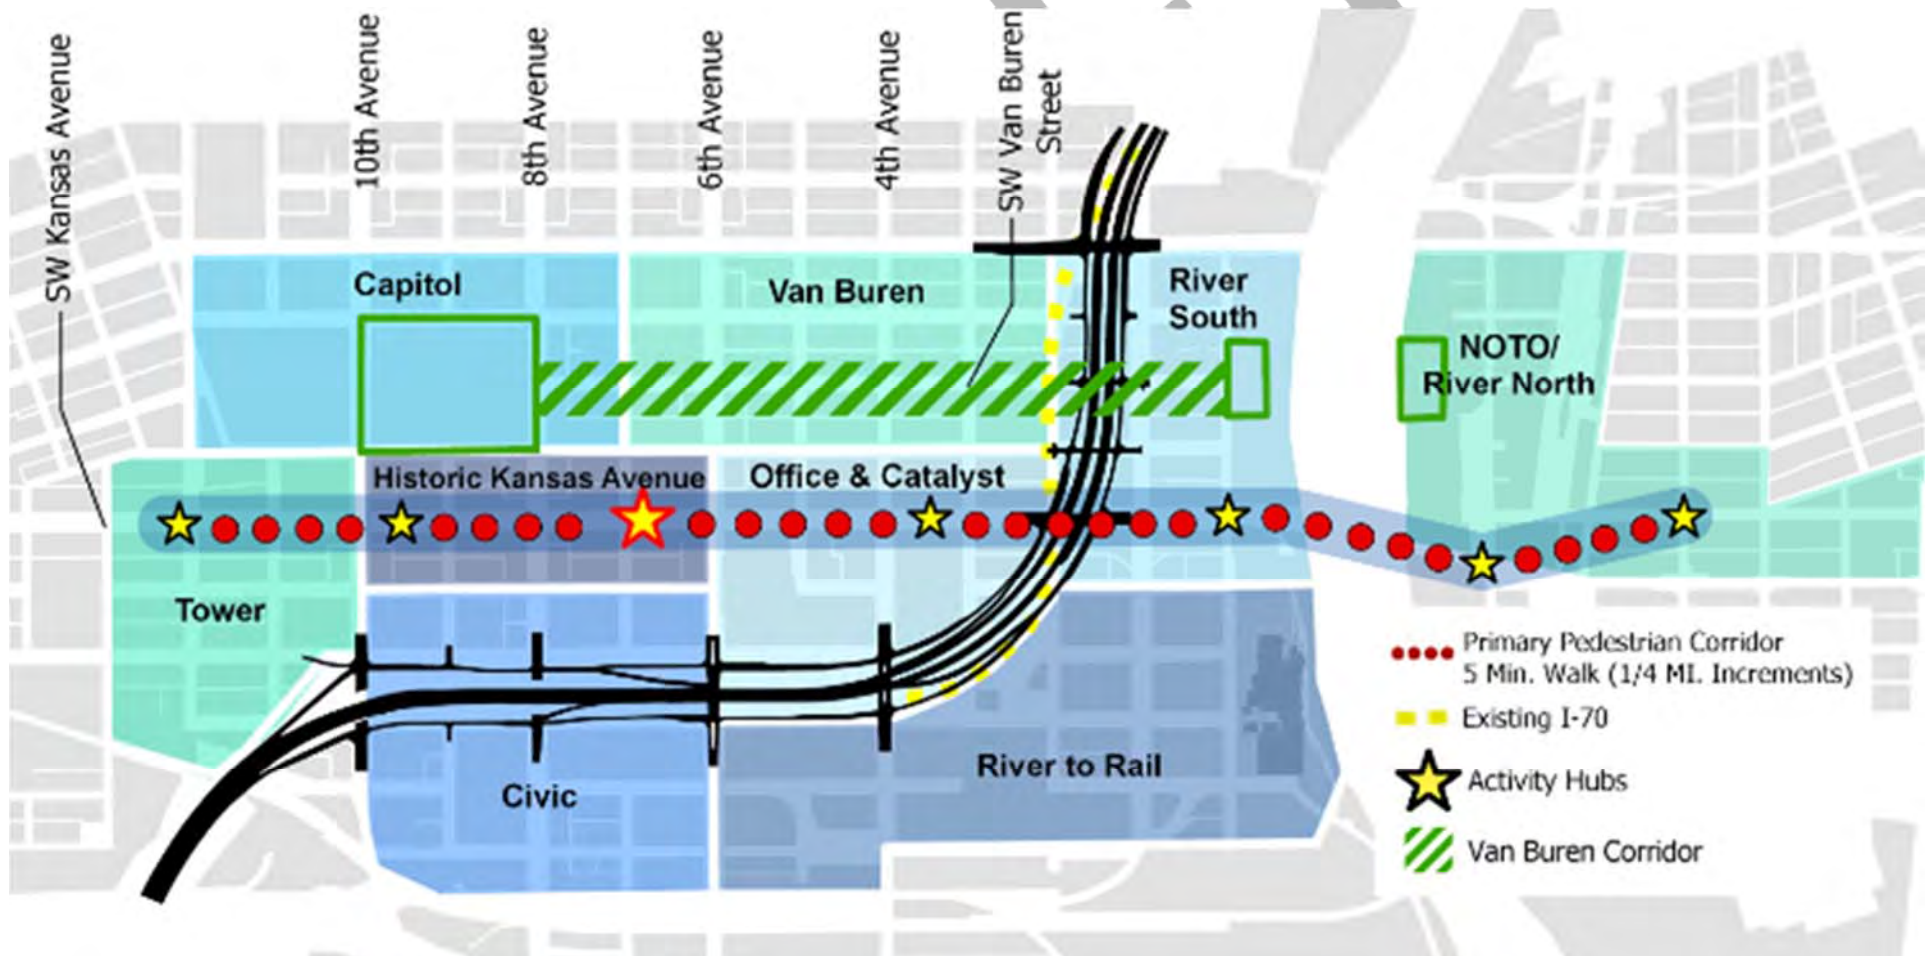 SW Kansas Avenue
10th Avenue
8th Avenue
6th Avenue
4th Avenue
SW Van Buren
Street
Capitol
Van Buren
River
South
NOTO/
River North
Historic Kansas Avenue
Office & Catalyst
Tower
Civic
River to Rail
Primary Pedestrian Corridor
5 Min. Walk (1/4 MI. Increments)
Existing I-70
Activity Hubs
Van Buren Corridor